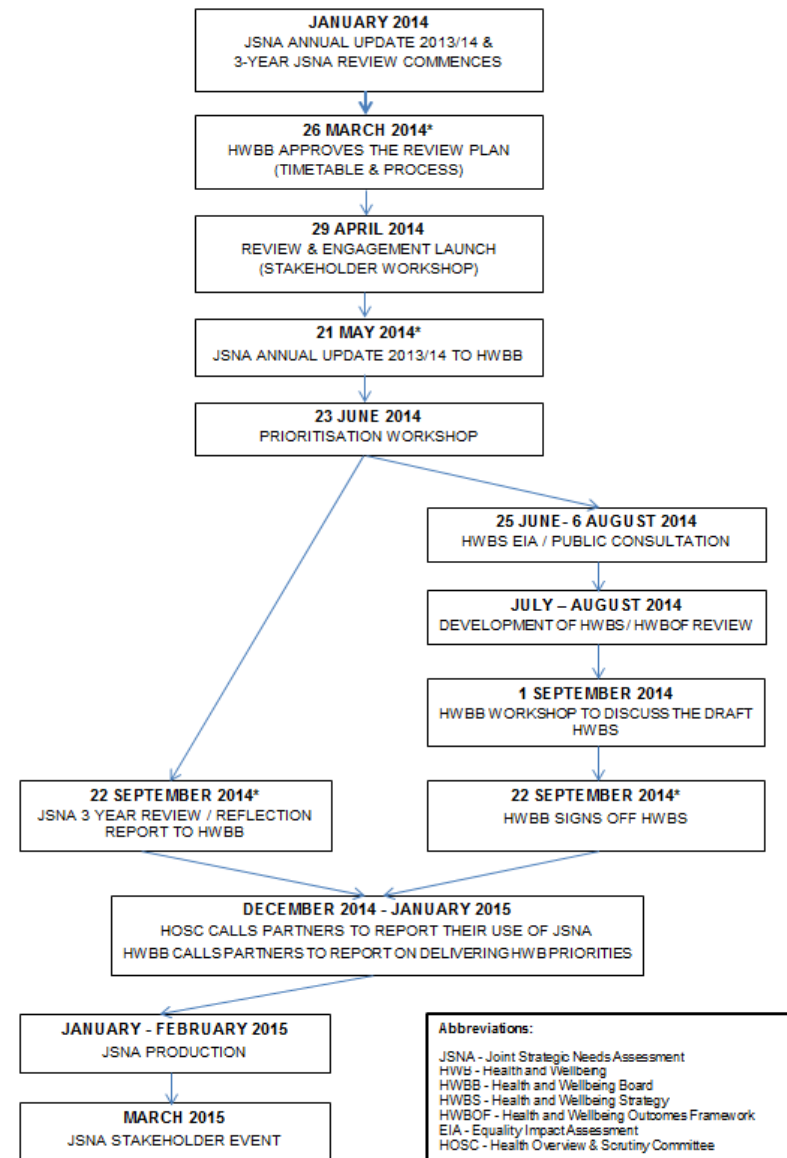 JANUARY 2014
JSNA ANNUAL UPDATE 2013/14 &
3-YEAR JSNA REVIEW COMMENCES
26 MARCH 2014*
HWBB APPROVES THE REVIEW PLAN
(TIMETABLE & PROCESS)
29 APRIL 2014
REVIEW & ENGAGEMENT LAUNCH
(STAKEHOLDER WORKSHOP)
21 MAY 2014*
JSNA ANNUAL UPDATE 2013/14 TO HWBB
23 JUNE 2014
PRIORITISATION WORKSHOP
25 JUNE- 6 AUGUST 2014
HWBS EIA / PUBLIC CONSULTATION
JULY – AUGUST 2014
DEVELOPMENT OF HWBS/ HWBOF REVIEW
1 SEPTEMBER 2014
HWBB WORKSHOP TO DISCUSS THE DRAFT
HWBS
22 SEPTEMBER 2014*
JSNA 3 YEAR REVIEW / REFLECTION
REPORT TO HWBB
22 SEPTEMBER 2014*
HWBB SIGNS OFF HWBS
DECEMBER 2014 - JANUARY 2015
HOSC CALLS PARTNERS TO REPORT THEIR USE OF JSNA
HWBB CALLS PARTNERS TO REPORT ON DELIVERING HWB PRIORITIES
JANUARY - FEBRUARY 2015
JSNA PRODUCTION
MARCH 2015
JSNA STAKEHOLDER EVENT
Abbreviations:
JSNA - Joint Strategic Needs Assessment
HWB - Health and Wellbeing
HWBB - Health and Wellbeing Board
HWBS - Health and Wellbeing Strategy
HWBOF - Health and Wellbeing Outcomes Framework
EIA - Equality Impact Assessment
HOSC - Health Overview & Scrutiny Committee